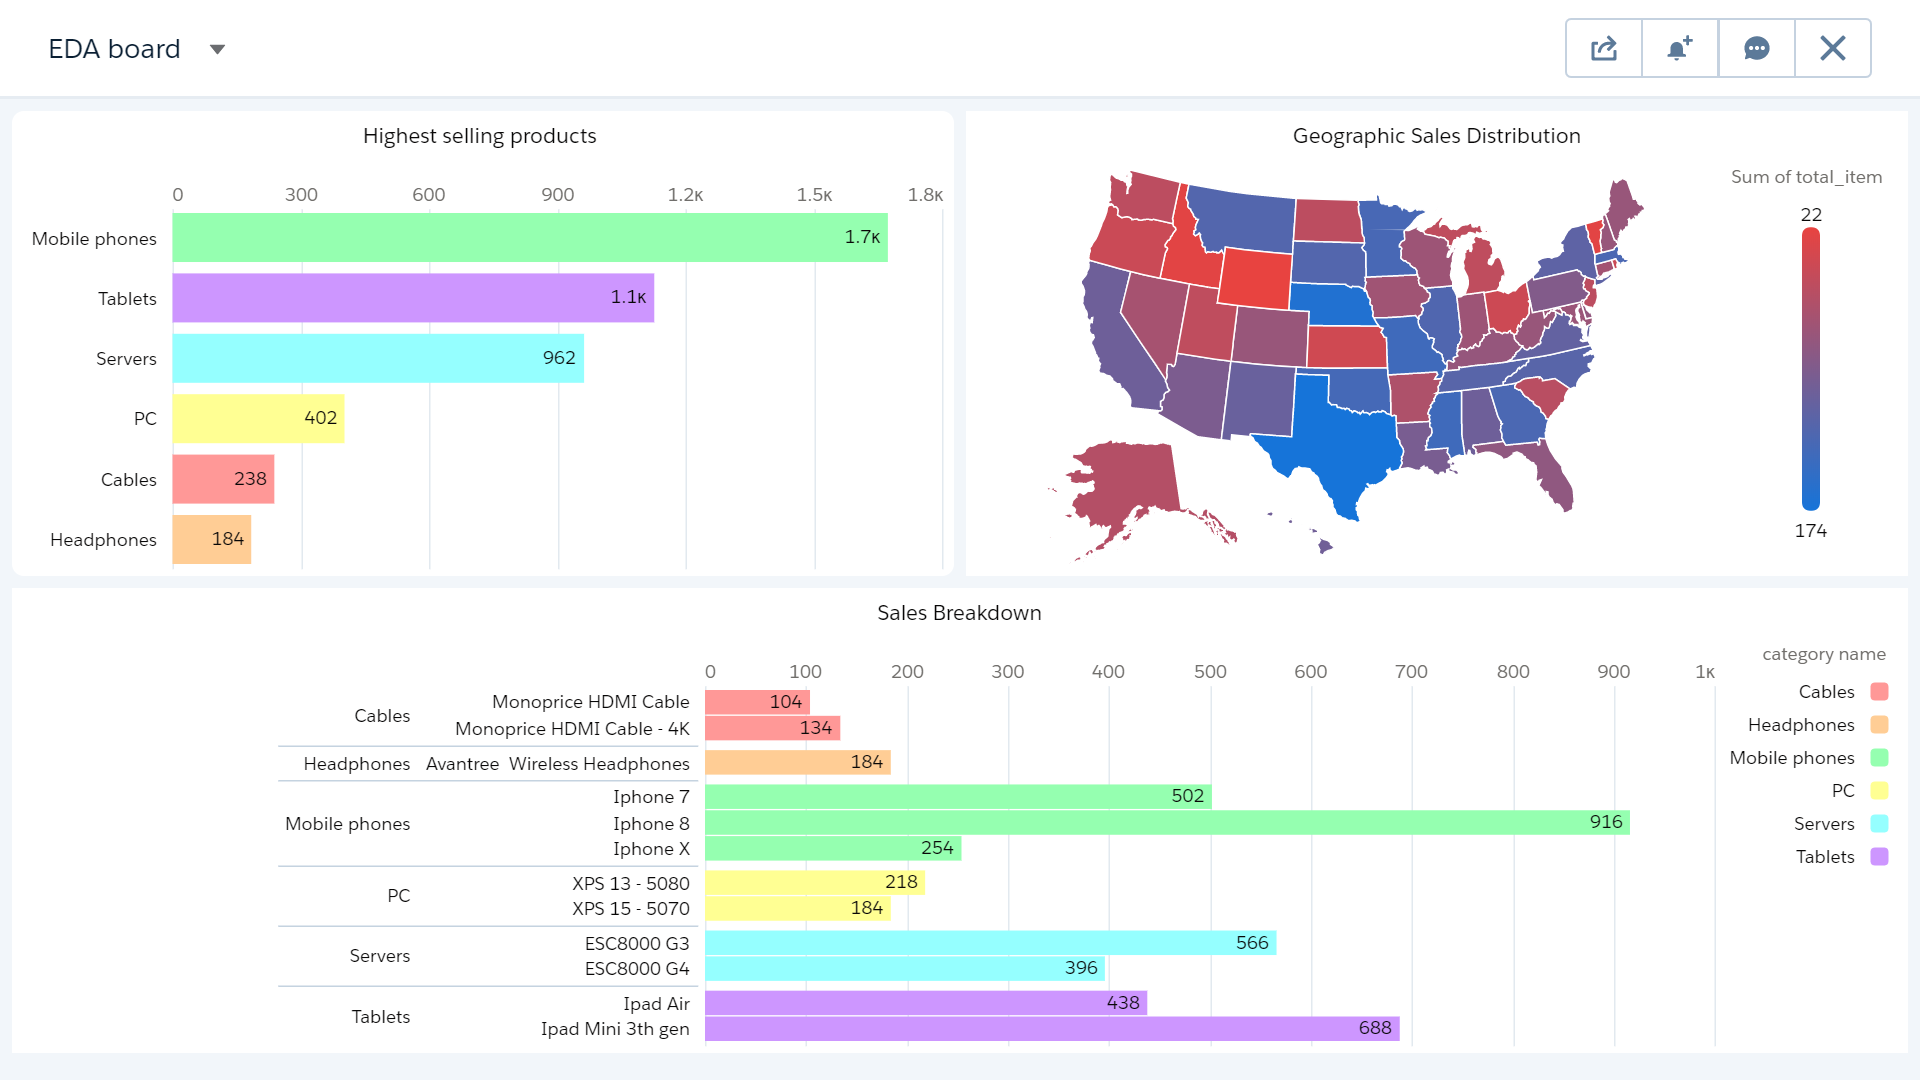 EDA board
Highest selling products
0 300 600 900 1.2K 1.5K 1.8K
Mobile phones 1.7K
Tablets 1.1K
Servers 962
PC 402
Cables 238
Headphones 184
Geographic Sales Distribution
Sum of total_item
22
174
Sales Breakdown
0 100 200 300 400 500 600 700 800 900 1K
Cables
Monoprice HDMI Cable 104
Monoprice HDMI Cable - 4K 134
Headphones Avantree Wireless Headphones 184
Mobile phones
Iphone 7 502
Iphone 8 916
Iphone X 254
PC
XPS 13 - 5080 218
XPS 15 - 5070 184
Servers
ESC8000 G3 566
ESC8000 G4 396
Tablets
Ipad Air 438
Ipad Mini 3th gen 688
category name
Cables
Headphones
Mobile phones
PC
Servers
Tablets